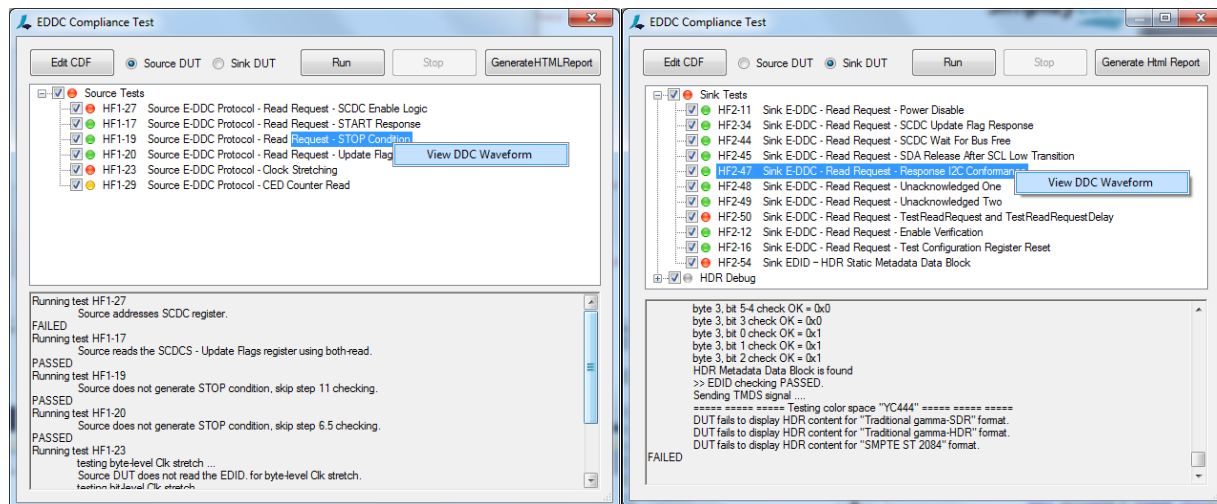 EDDC Compliance Test
Edit CDF Source DUT Sink DUT Run Stop GenerateHTMLReport
Source Tests
HF1-27 Source E-DDC Protocol - Read Request - SCDC Enable Logic
HF1-17 Source E-DDC Protocol - Read Request - START Response
HF1-19 Source E-DDC Protocol - Read Request - STOP Condition
HF1-20 Source E-DDC Protocol - Read Request - Update Flag
View DDC Waveform
HF1-23 Source E-DDC Protocol - Clock Stretching
HF1-29 Source E-DDC Protocol - CED Counter Read
Running test HF1-27
Source addresses SCDC register.
FAILED
Running test HF1-17
Source reads the SCDCS - Update Flags register using both-read.
PASSED
Running test HF1-19
Source does not generate STOP condition, skip step 11 checking.
PASSED
Running test HF1-20
Source does not generate STOP condition, skip step 6.5 checking.
PASSED
Running test HF1-23
testing byte-level Clk stretch ...
Source DUT does not read the EDID. for byte-level Clk stretch.
testing bit-level Clk stretch
EDDC Compliance Test
Edit CDF Source DUT Sink DUT Run Stop Generate Html Report
Sink Tests
HF2-11 Sink E-DDC - Read Request - Power Disable
HF2-34 Sink E-DDC - Read Request - SCDC Update Flag Response
HF2-44 Sink E-DDC - Read Request - SCDC Wait For Bus Free
HF2-45 Sink E-DDC - Read Request - SDA Release After SCL Low Transition
HF2-47 Sink E-DDC - Read Request - Response I2C Conformance
View DDC Waveform
HF2-48 Sink E-DDC - Read Request - Unacknowledged One
HF2-49 Sink E-DDC - Read Request - Unacknowledged Two
HF2-50 Sink E-DDC - Read Request - TestReadRequest and TestReadRequestDelay
HF2-12 Sink E-DDC - Read Request - Enable Verification
HF2-16 Sink E-DDC - Read Request - Test Configuration Register Reset
HF2-54 Sink EDID – HDR Static Metadata Data Block
HDR Debug
byte 3, bit 5-4 check OK = 0x0
byte 3, bit 3 check OK = 0x0
byte 3, bit 0 check OK = 0x1
byte 3, bit 1 check OK = 0x1
byte 3, bit 2 check OK = 0x1
HDR Metadata Data Block is found
>> EDID checking PASSED.
Sending TMDS signal ....
===== ===== ===== Testing color space "YC444" ===== ===== =====
DUT fails to display HDR content for "Traditional gamma-SDR" format.
DUT fails to display HDR content for "Traditional gamma-HDR" format.
DUT fails to display HDR content for "SMPTE ST 2084" format.
FAILED